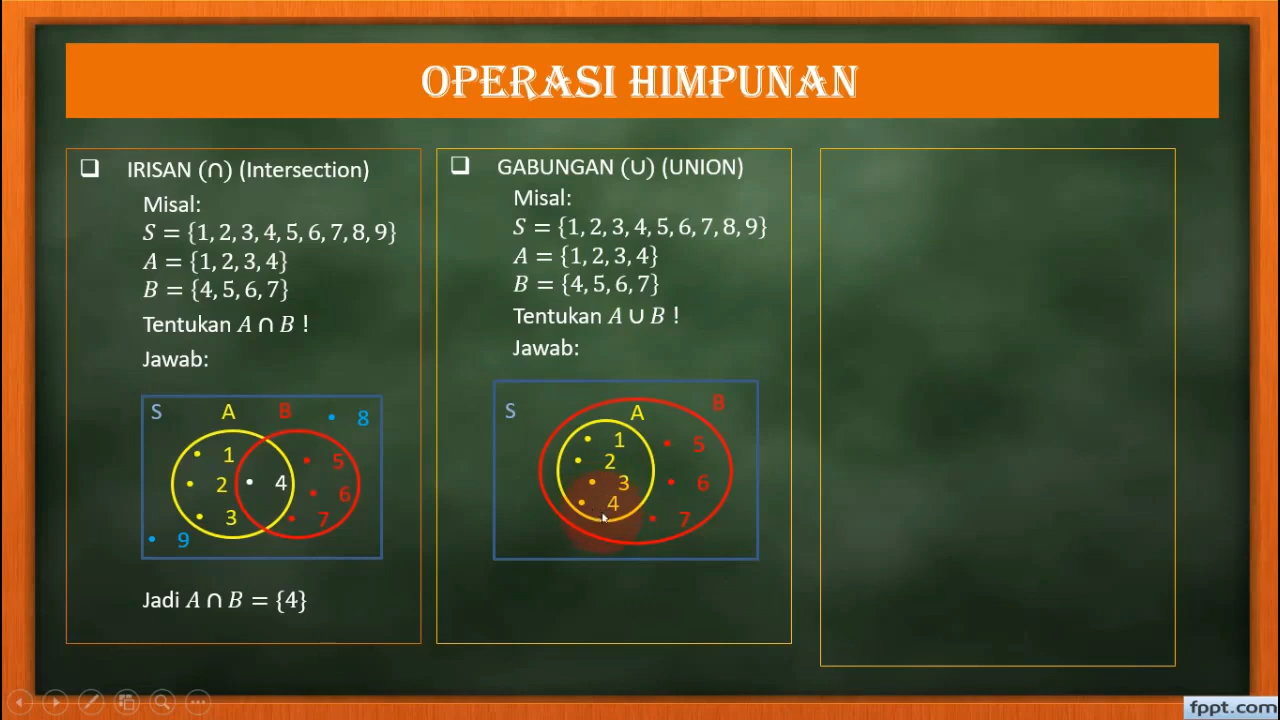 OPERASI HIMPUNAN
❑ IRISAN (∩) (Intersection)
Misal:
S = {1, 2, 3, 4, 5, 6, 7, 8, 9}
A = {1, 2, 3, 4}
B = {4, 5, 6, 7}
Tentukan A ∩ B !
Jawab:
S A B 8
1 5
2 4 6
3 7
9
Jadi A ∩ B = {4}
❑ GABUNGAN (∪) (UNION)
Misal:
S = {1, 2, 3, 4, 5, 6, 7, 8, 9}
A = {1, 2, 3, 4}
B = {4, 5, 6, 7}
Tentukan A ∪ B !
Jawab:
S A B
1 5
2
3 6
4 7
fppt.com